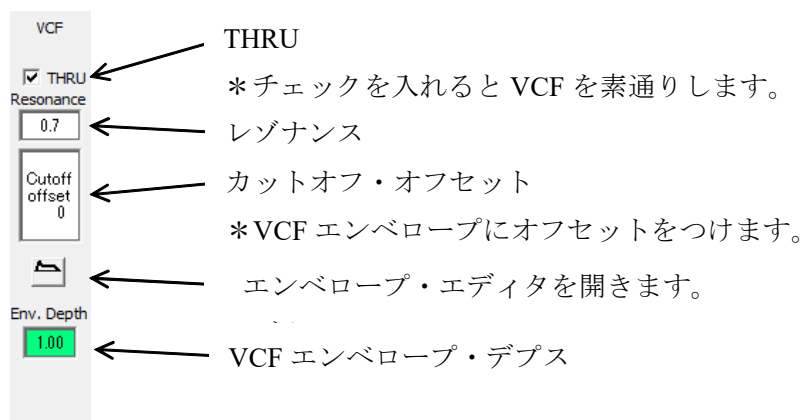 VCF
THRU
Resonance
0.7
Cutoff
offset
0
Env. Depth
1.00
THRU
＊チェックを入れると VCF を素通りします。
レゾナンス
カットオフ・オフセット
＊VCF エンベロープにオフセットをつけます。
エンベロープ・エディタを開きます。
VCF エンベロープ・デプス